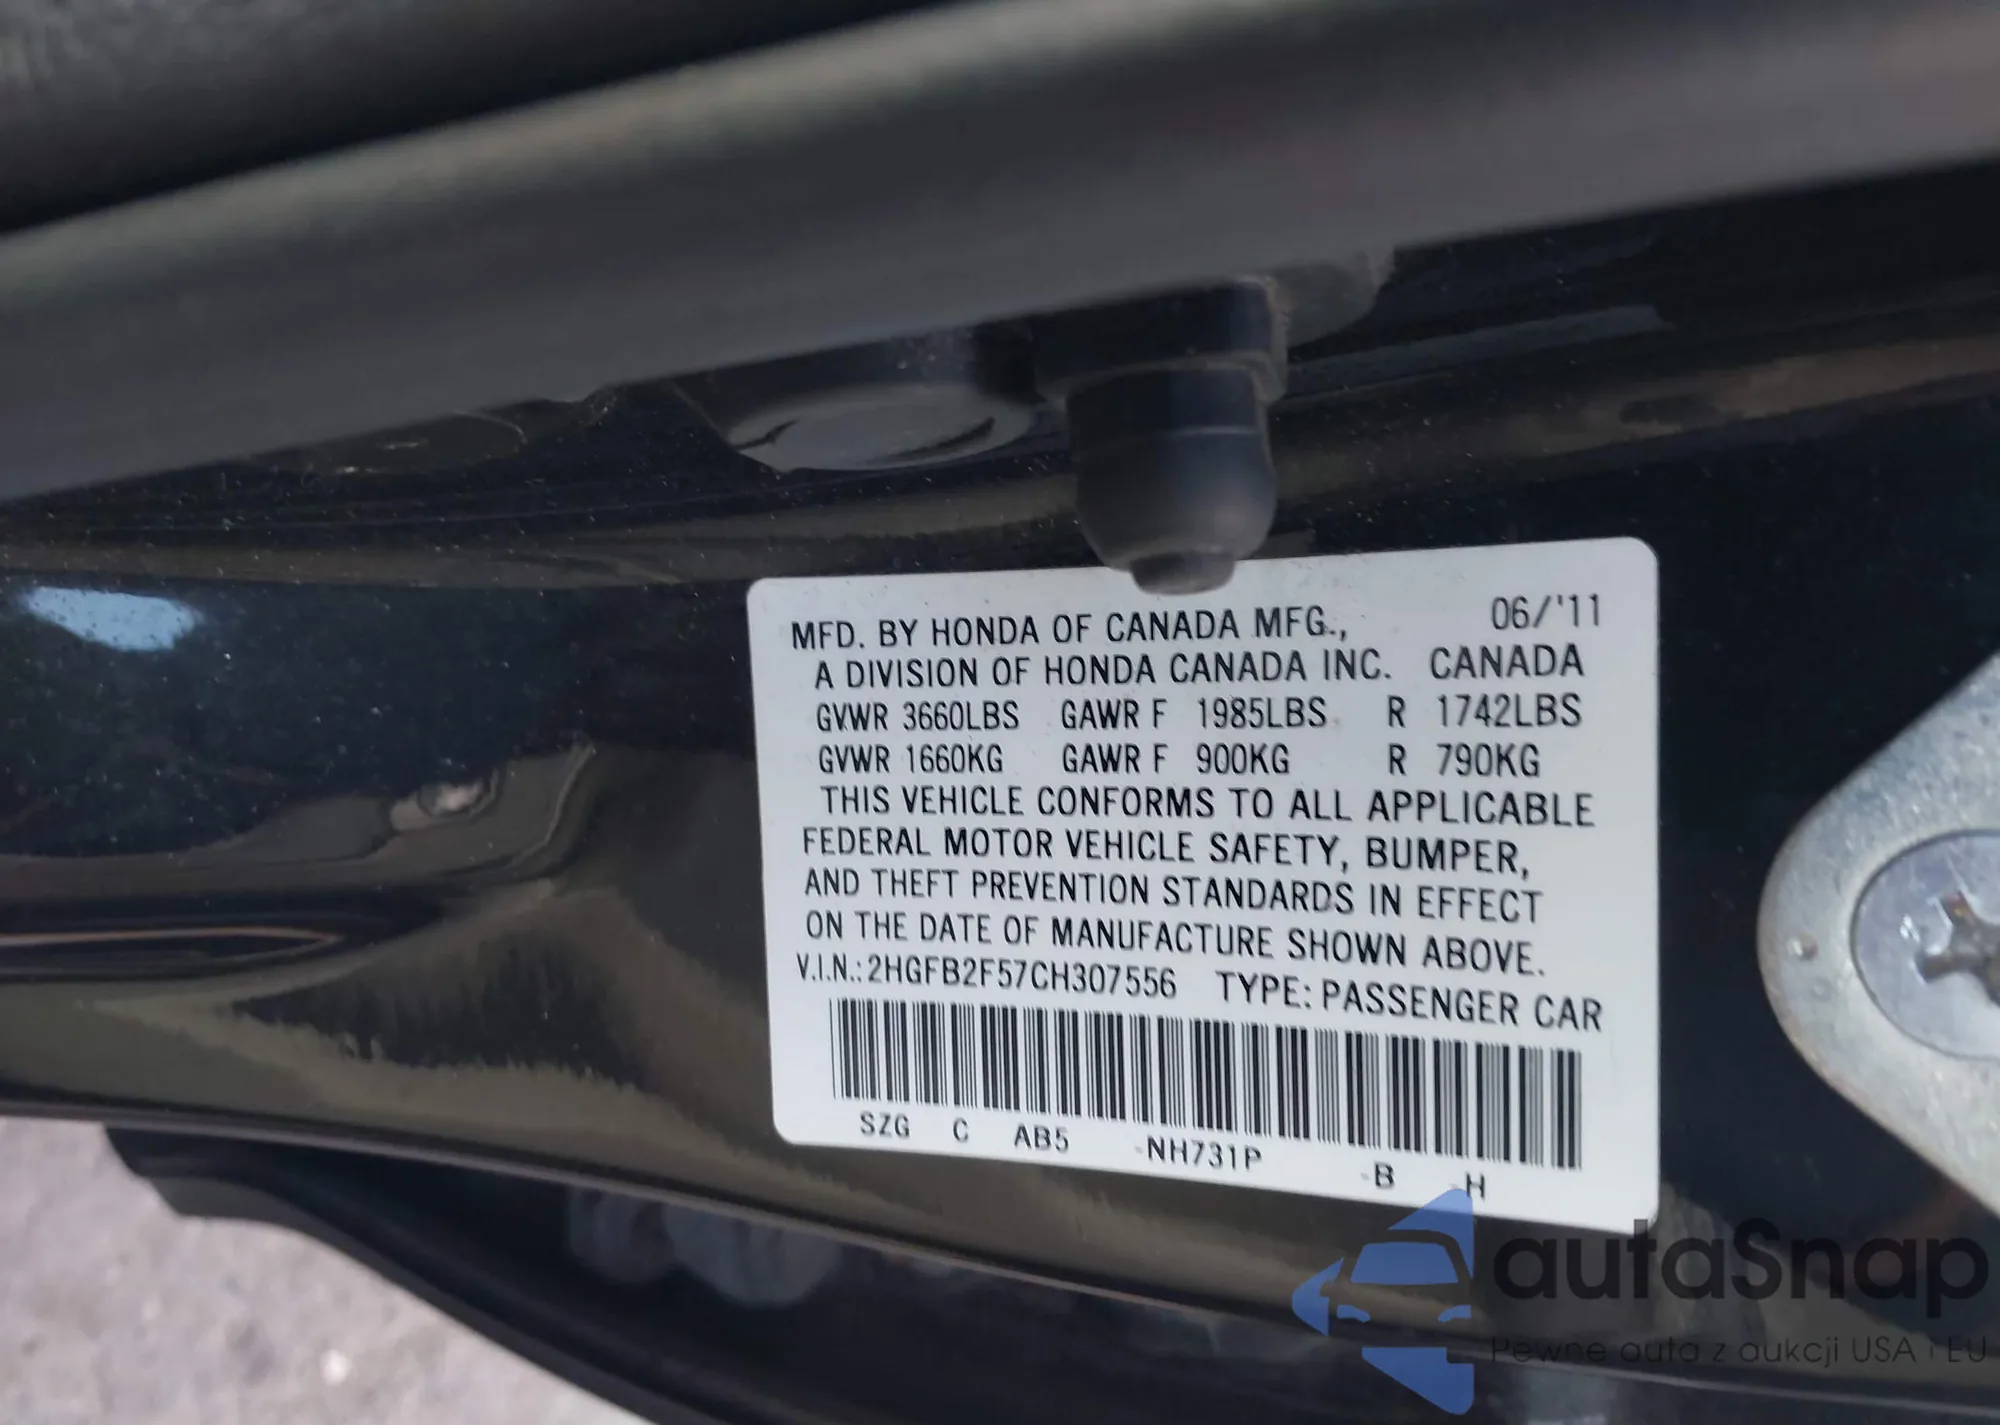 MFD. BY HONDA OF CANADA MFG., 06/'11
A DIVISION OF HONDA CANADA INC. CANADA
GVWR 3660LBS GAWR F 1985LBS R 1742LBS
GVWR 1660KG GAWR F 900KG R 790KG
THIS VEHICLE CONFORMS TO ALL APPLICABLE
FEDERAL MOTOR VEHICLE SAFETY, BUMPER,
AND THEFT PREVENTION STANDARDS IN EFFECT
ON THE DATE OF MANUFACTURE SHOWN ABOVE.
V.I.N.: 2HGFB2F57CH307556 TYPE: PASSENGER CAR
SZG C AB5 -NH731P -B -H
autaSnap
Pewne auta z aukcji USA i EU